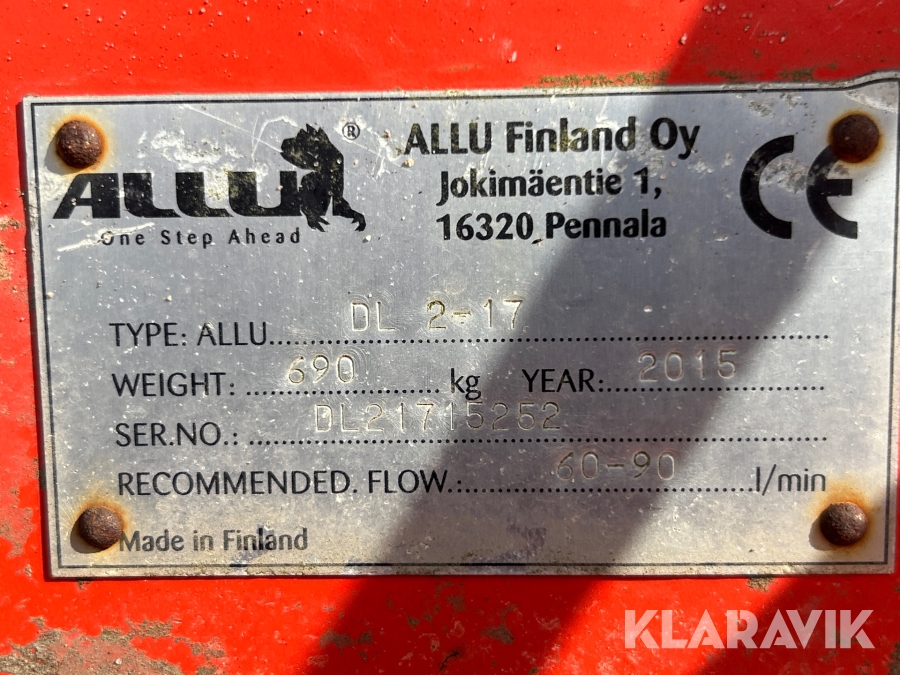 ALLU®
One Step Ahead
ALLU Finland Oy
Jokimäentie 1,
16320 Pennala
CE
TYPE: ALLU DL 2-17
WEIGHT: 690 kg YEAR: 2015
SER.NO.: DL21715252
RECOMMENDED. FLOW.: 60-90 l/min
Made in Finland
KLARAVIK